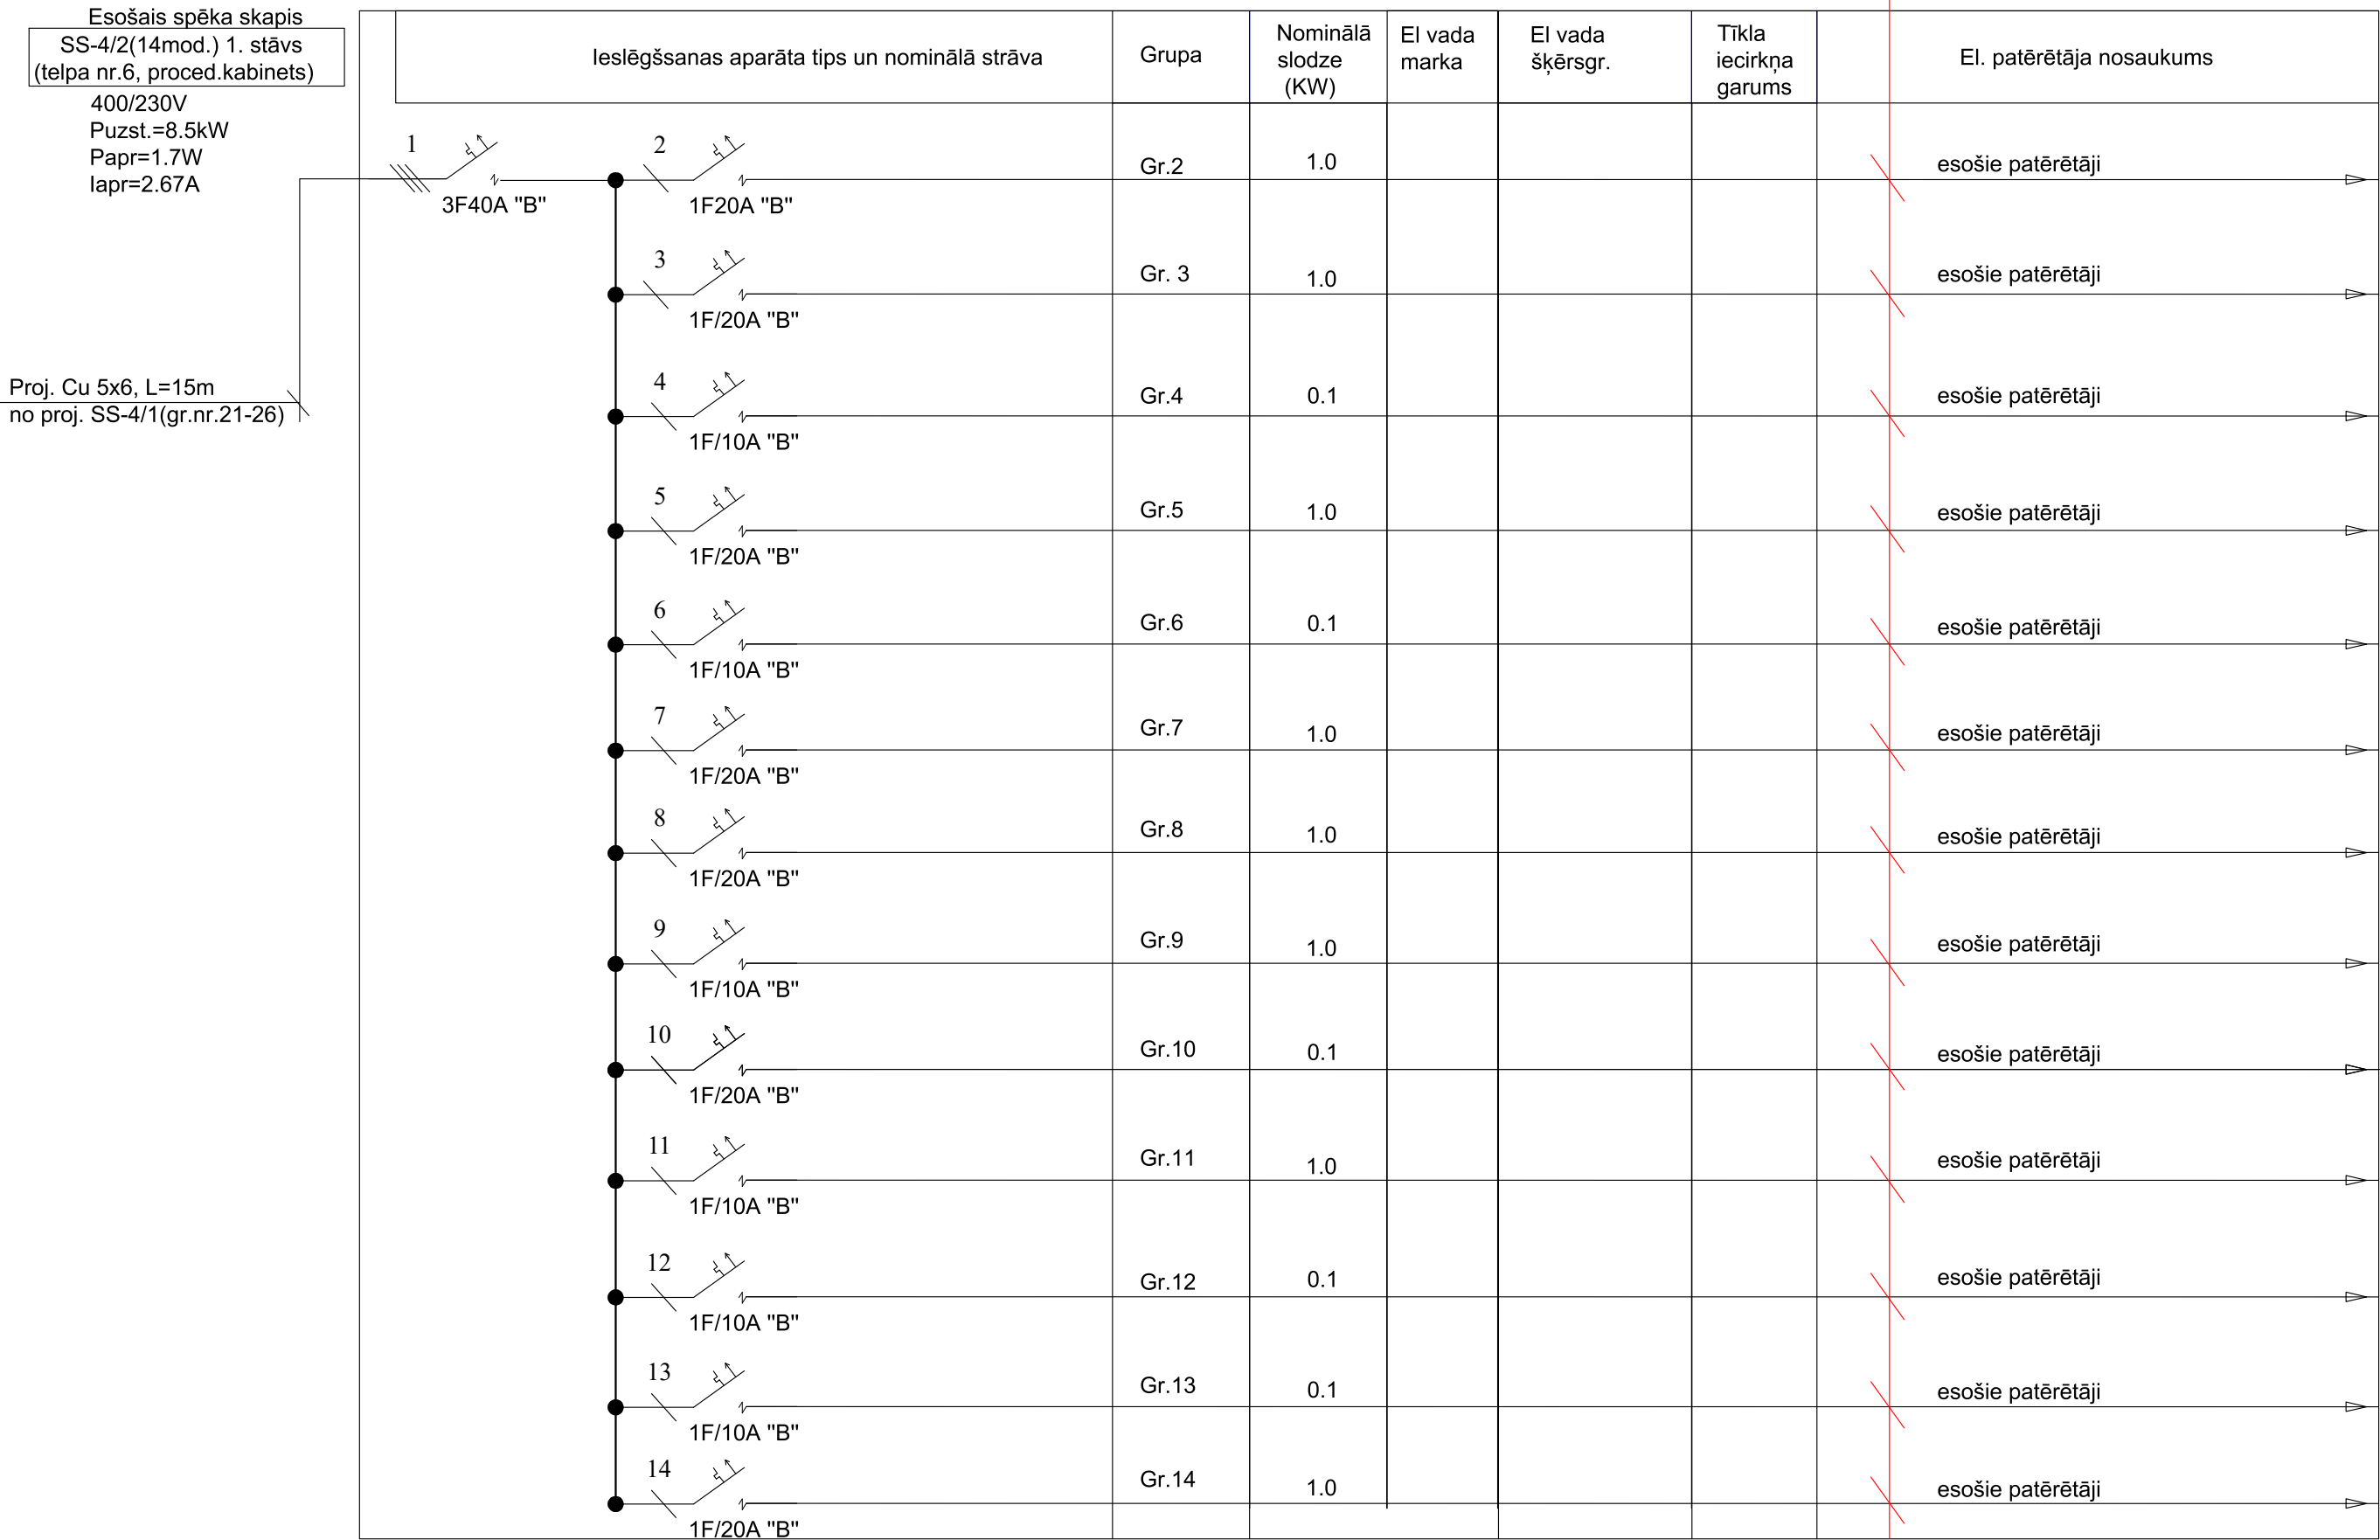 Esošais spēka skapis
SS-4/2(14mod.) 1. stāvs
(telpa nr.6, proced.kabinets)
400/230V
Puzst.=8.5kW
Papr=1.7W
Iapr=2.67A
Proj. Cu 5x6, L=15m
no proj. SS-4/1(gr.nr.21-26)
Ieslēgšsanas aparāta tips un nominālā strāva
Grupa
Nominālā
slodze
(KW)
El vada
marka
El vada
šķērsgr.
Tīkla
iecirkņa
garums
El. patērētāja nosaukums
1
3F40A "B"
2
1F20A "B"
Gr.2
1.0
esošie patērētāji
3
1F/20A "B"
Gr. 3
1.0
esošie patērētāji
4
1F/10A "B"
Gr.4
0.1
esošie patērētāji
5
1F/20A "B"
Gr.5
1.0
esošie patērētāji
6
1F/10A "B"
Gr.6
0.1
esošie patērētāji
7
1F/20A "B"
Gr.7
1.0
esošie patērētāji
8
1F/20A "B"
Gr.8
1.0
esošie patērētāji
9
1F/10A "B"
Gr.9
1.0
esošie patērētāji
10
1F/20A "B"
Gr.10
0.1
esošie patērētāji
11
1F/10A "B"
Gr.11
1.0
esošie patērētāji
12
1F/10A "B"
Gr.12
0.1
esošie patērētāji
13
1F/10A "B"
Gr.13
0.1
esošie patērētāji
14
1F/20A "B"
Gr.14
1.0
esošie patērētāji